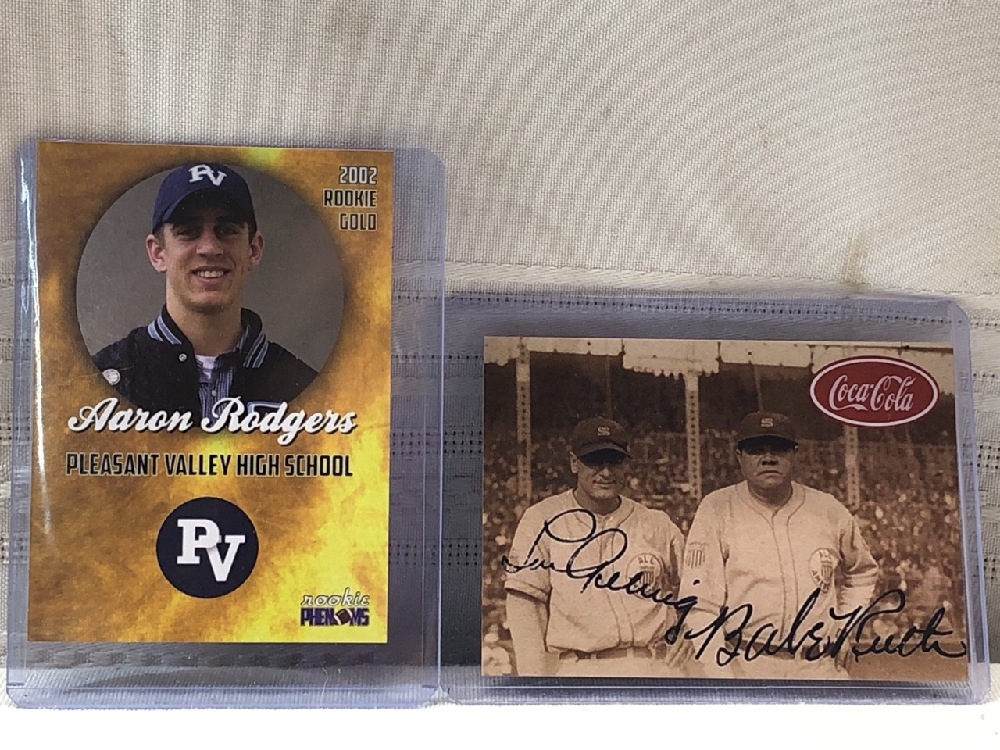 PV
2002
ROOKIE
GOLD
Aaron Rodgers
PLEASANT VALLEY HIGH SCHOOL
PV
rookie
PHENOMS
Coca-Cola
S
S
Lou Gehrig
Babe Ruth